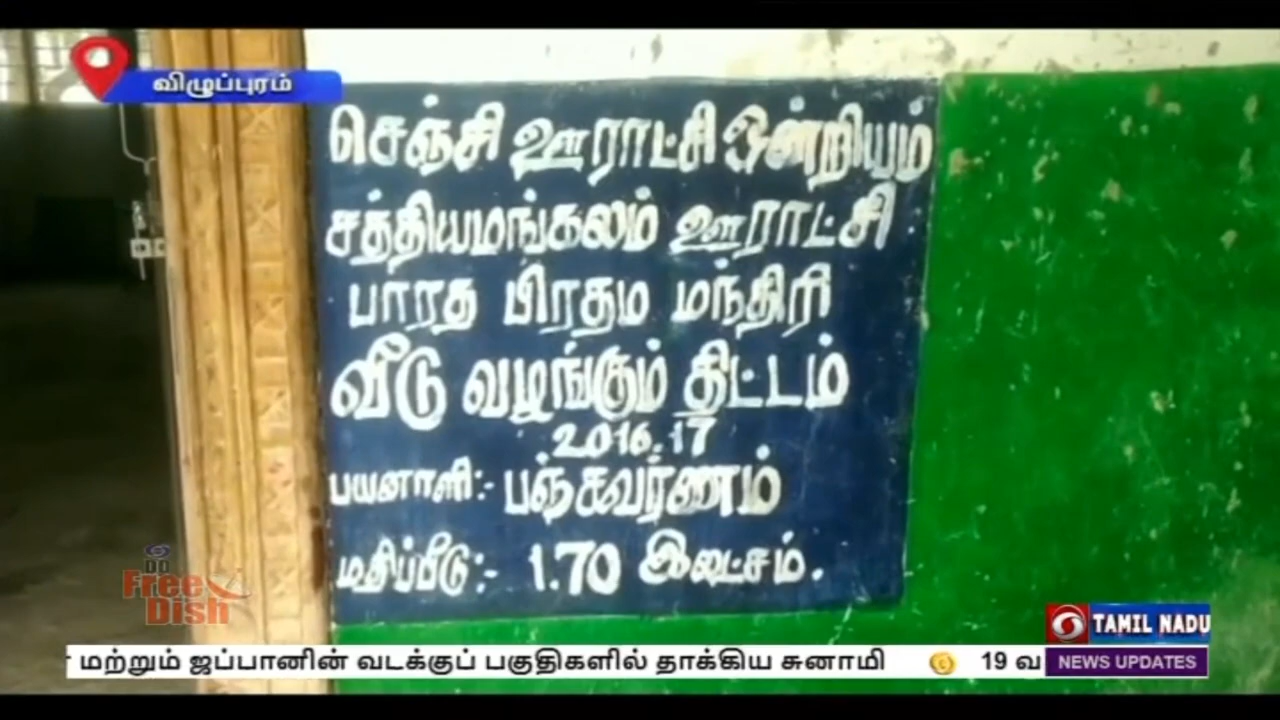 விழுப்புரம்
செஞ்சி ஊராட்சி ஒன்றியம்
சத்தியமங்கலம் ஊராட்சி
பாரத பிரதம மந்திரி
வீடு வழங்கும் திட்டம்
2016.17
பயனாளி:- பஞ்சவர்ணம்
மதிப்பீடு:- 1.70 இலட்சம்.
DD
Free
Dish
TAMIL NADU
மற்றும் ஜப்பானின் வடக்குப் பகுதிகளில் தாக்கிய சுனாமி 19 வ
NEWS UPDATES